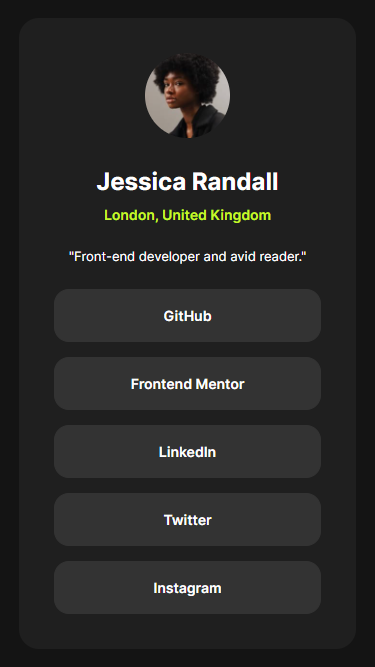 Jessica Randall
London, United Kingdom
"Front-end developer and avid reader."
GitHub
Frontend Mentor
LinkedIn
Twitter
Instagram